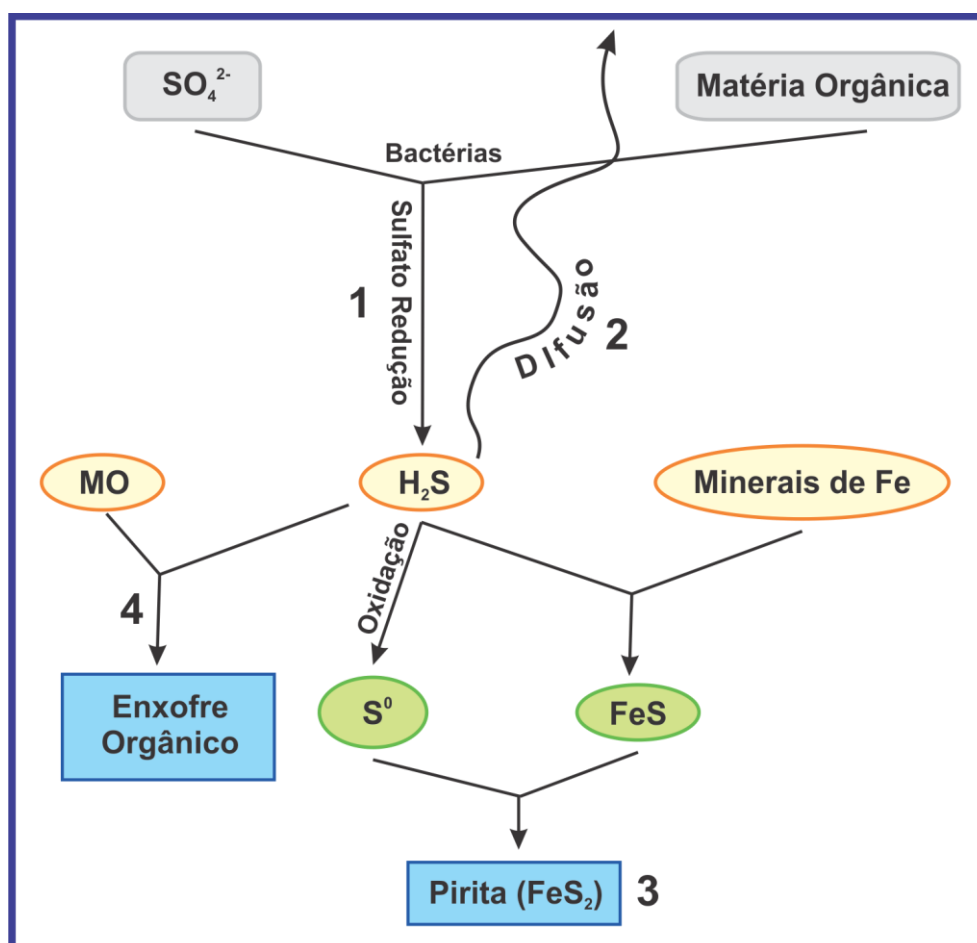 SO₄²⁻
Matéria Orgânica
Bactérias
Sulfato Redução
1
DIfusão
2
MO
H₂S
Minerais de Fe
Oxidação
4
Enxofre
Orgânico
S⁰
FeS
Pirita (FeS₂)
3